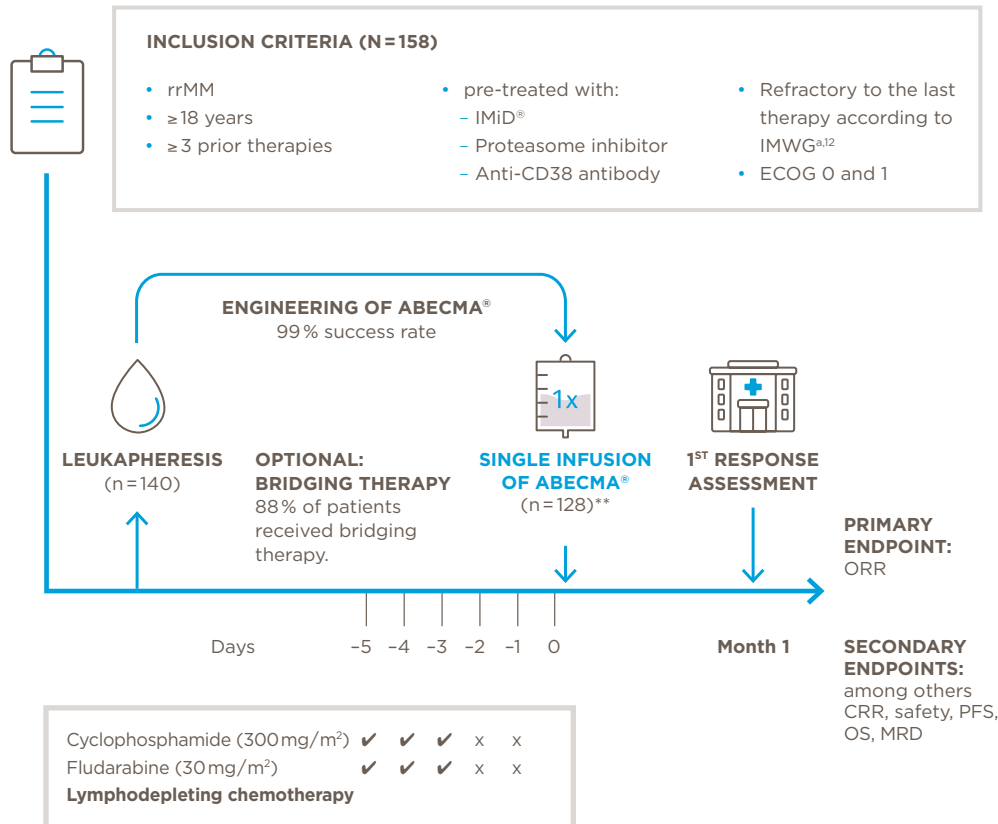 INCLUSION CRITERIA (N=158)
• rrMM
• ≥18 years
• ≥3 prior therapies
• pre-treated with:
– IMiD®
– Proteasome inhibitor
– Anti-CD38 antibody
• Refractory to the last
therapy according to
IMWGa,12
• ECOG 0 and 1
ENGINEERING OF ABECMA®
99% success rate
1x
LEUKAPHERESIS
(n=140)
OPTIONAL:
BRIDGING THERAPY
88% of patients
received bridging
therapy.
SINGLE INFUSION
OF ABECMA®
(n=128)**
1ST RESPONSE
ASSESSMENT
PRIMARY
ENDPOINT:
ORR
Days –5 –4 –3 –2 –1 0 Month 1
SECONDARY
ENDPOINTS:
among others
CRR, safety, PFS,
OS, MRD
Cyclophosphamide (300mg/m²) ✔ ✔ ✔ x x
Fludarabine (30mg/m²) ✔ ✔ ✔ x x
Lymphodepleting chemotherapy